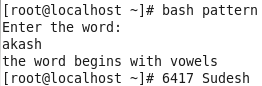 [root@localhost ~]# bash pattern
Enter the word:
akash
the word begins with vowels
[root@localhost ~]# 6417 Sudesh